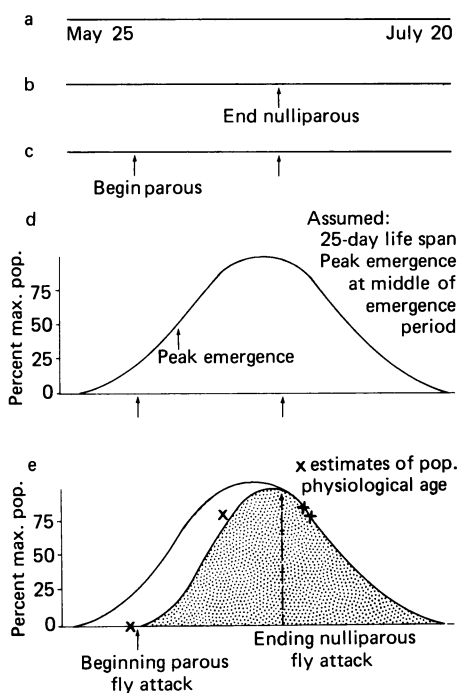 a
May 25 July 20
b
End nulliparous
c
Begin parous
d
Assumed:
25-day life span
Peak emergence
at middle of
emergence
period
Percent max. pop.
75
50
25
0
Peak emergence
e
x estimates of pop.
physiological age
Percent max. pop.
75
50
25
0
Beginning parous
fly attack
Ending nulliparous
fly attack